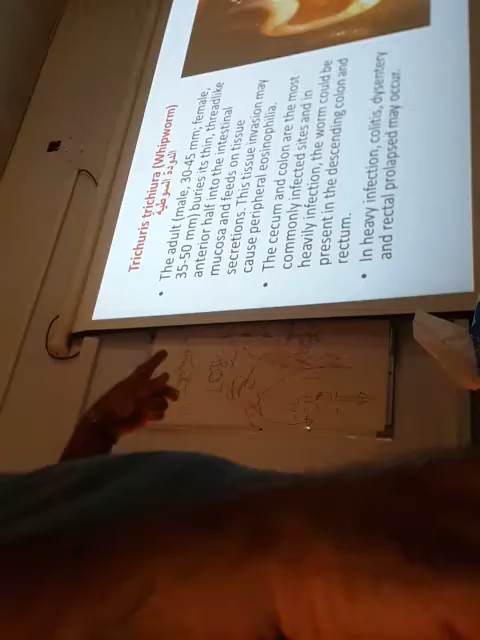 Trichuris trichiura (Whipworm)
الدودة السوطية
• The adult (male, 30-45 mm; female,
35-50 mm) buries its thin, threadlike
anterior half into the intestinal
mucosa and feeds on tissue
secretions. This tissue invasion may
cause peripheral eosinophilia.
• The cecum and colon are the most
commonly infected sites and in
heavily infection, the worm could be
present in the descending colon and
rectum.
• In heavy infection, colitis, dysentery
and rectal prolapsed may occur.